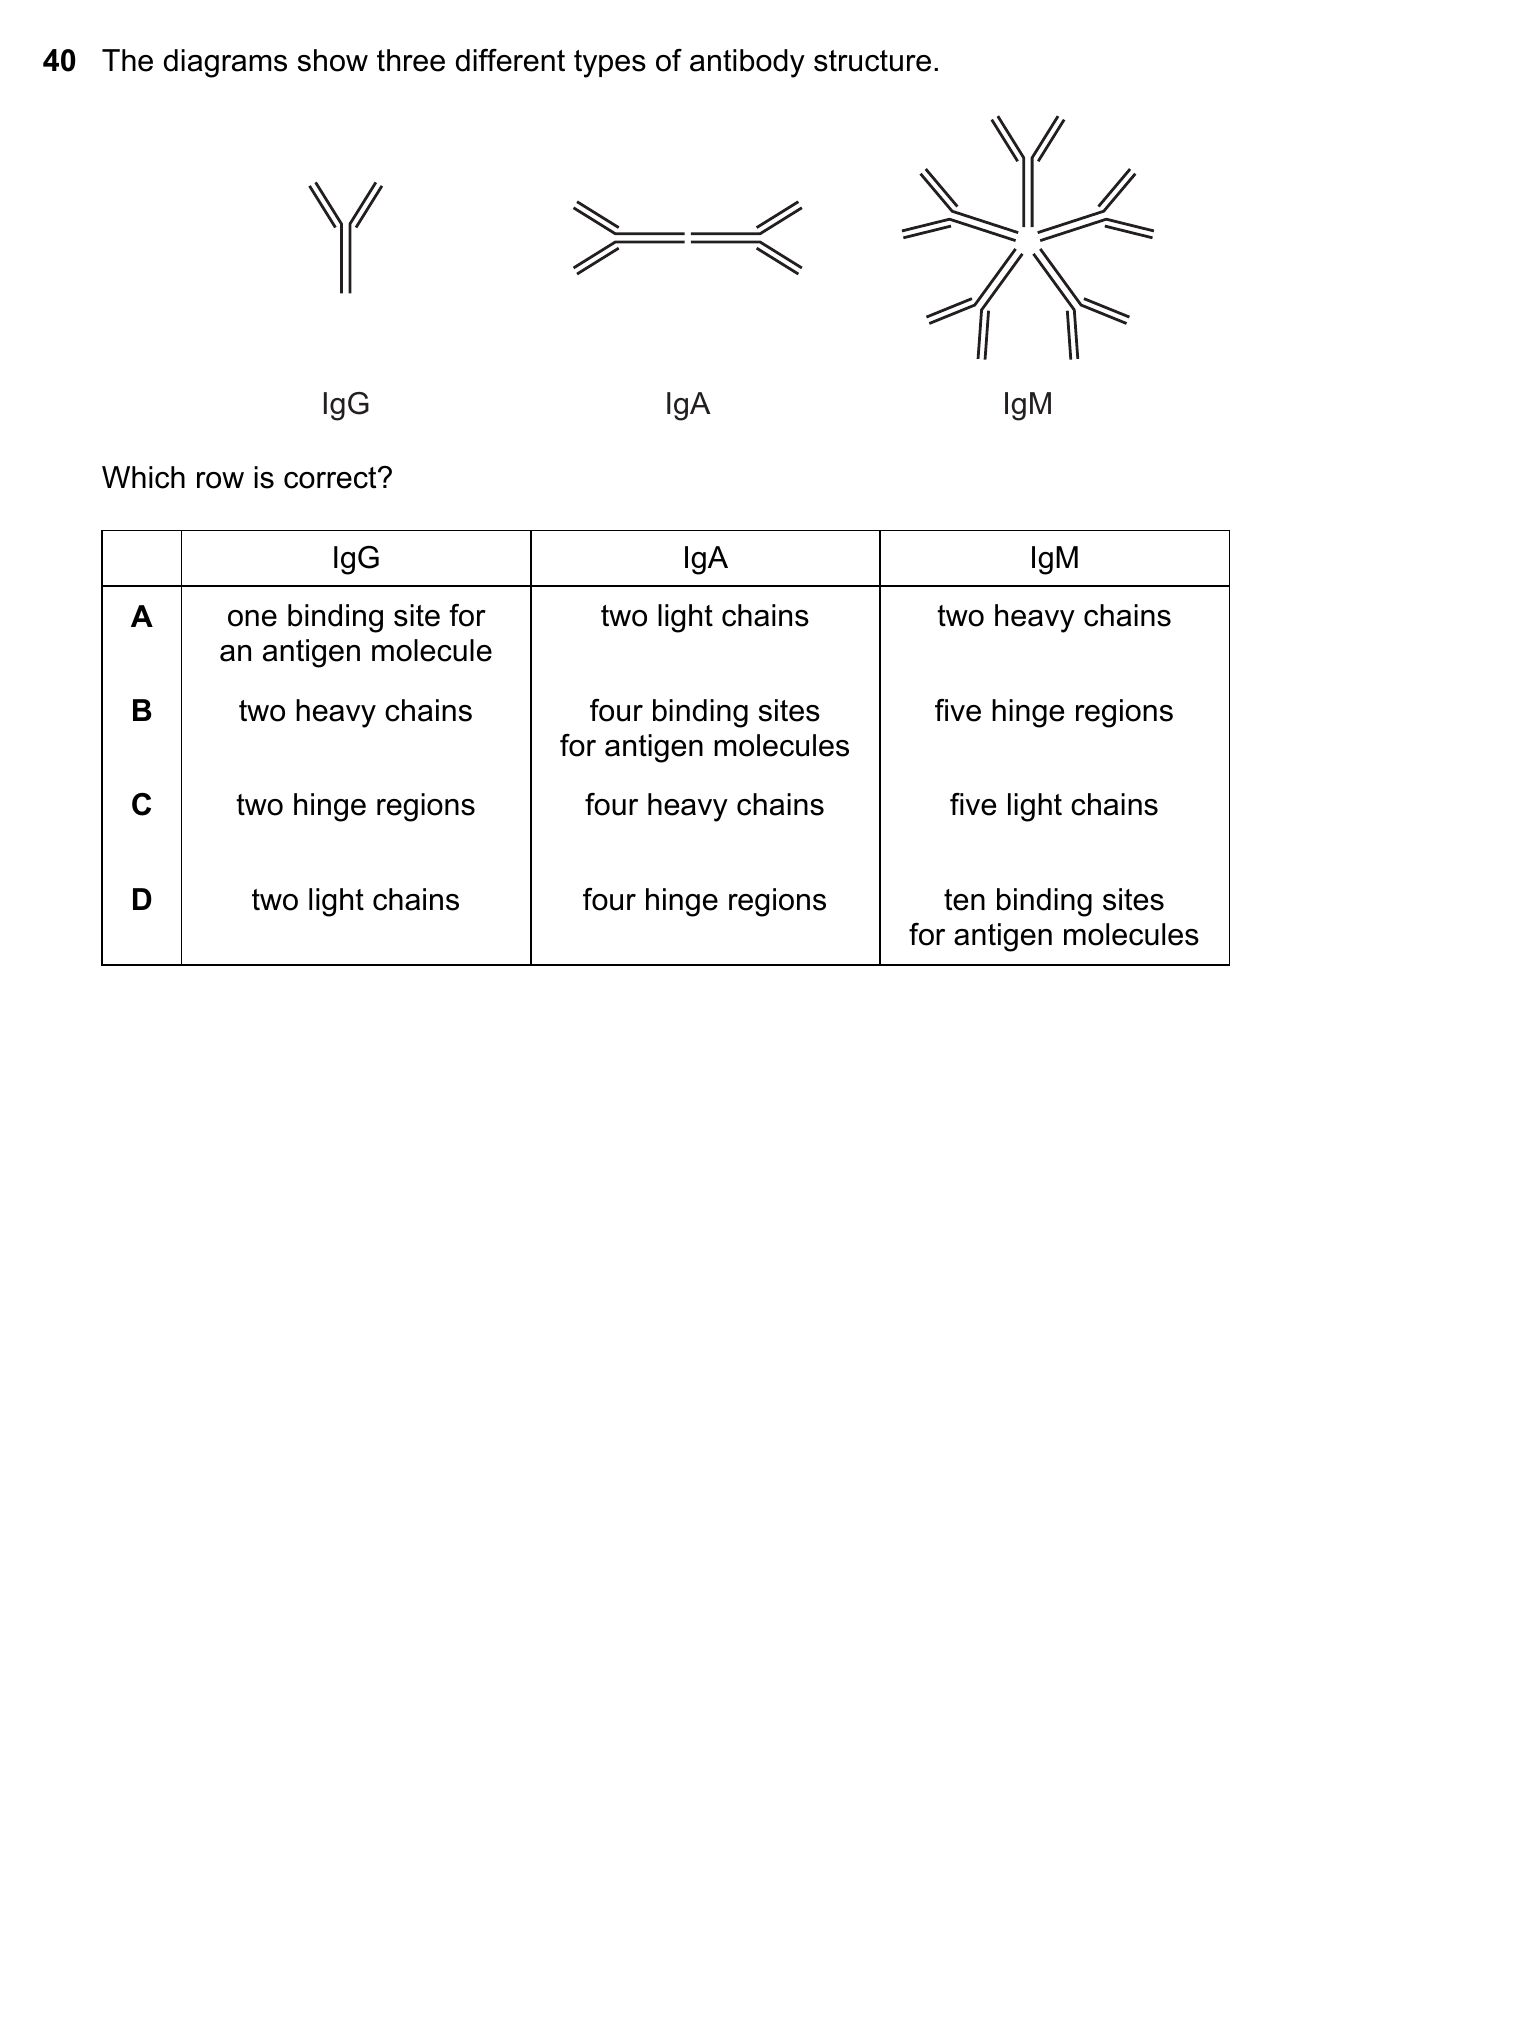 40 The diagrams show three different types of antibody structure.
IgG IgA IgM
Which row is correct?
IgG IgA IgM
A one binding site for an antigen molecule two light chains two heavy chains
B two heavy chains four binding sites for antigen molecules five hinge regions
C two hinge regions four heavy chains five light chains
D two light chains four hinge regions ten binding sites for antigen molecules